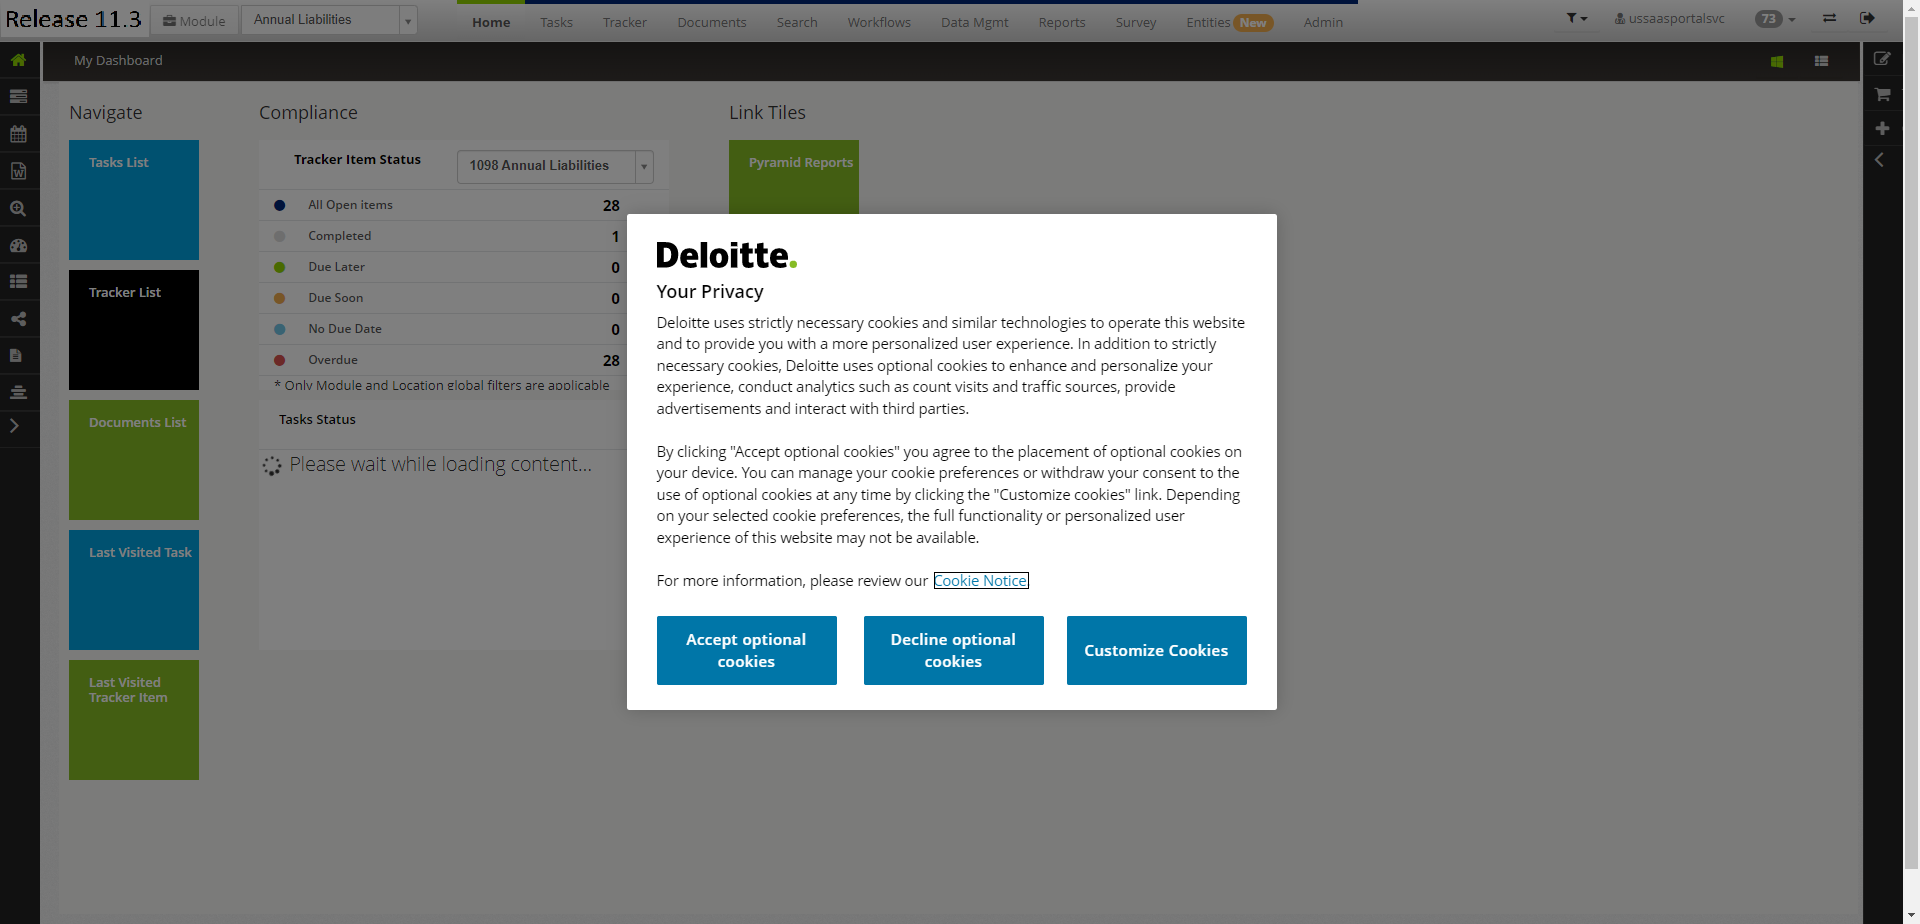 Release 11.3
Module
Annual Liabilities
Home
Tasks
Tracker
Documents
Search
Workflows
Data Mgmt
Reports
Survey
Entities New
Admin
ussaasportalsvc
73
My Dashboard
Navigate
Tasks List
Tracker List
Documents List
Last Visited Task
Last Visited
Tracker Item
Compliance
Tracker Item Status
1098 Annual Liabilities
All Open items 28
Completed 1
Due Later 0
Due Soon 0
No Due Date 0
Overdue 28
* Only Module and Location global filters are applicable
Tasks Status
Please wait while loading content...
Link Tiles
Pyramid Reports
Deloitte.
Your Privacy
Deloitte uses strictly necessary cookies and similar technologies to operate this website
and to provide you with a more personalized user experience. In addition to strictly
necessary cookies, Deloitte uses optional cookies to enhance and personalize your
experience, conduct analytics such as count visits and traffic sources, provide
advertisements and interact with third parties.
By clicking "Accept optional cookies" you agree to the placement of optional cookies on
your device. You can manage your cookie preferences or withdraw your consent to the
use of optional cookies at any time by clicking the "Customize cookies" link. Depending
on your selected cookie preferences, the full functionality or personalized user
experience of this website may not be available.
For more information, please review our Cookie Notice.
Accept optional
cookies
Decline optional
cookies
Customize Cookies